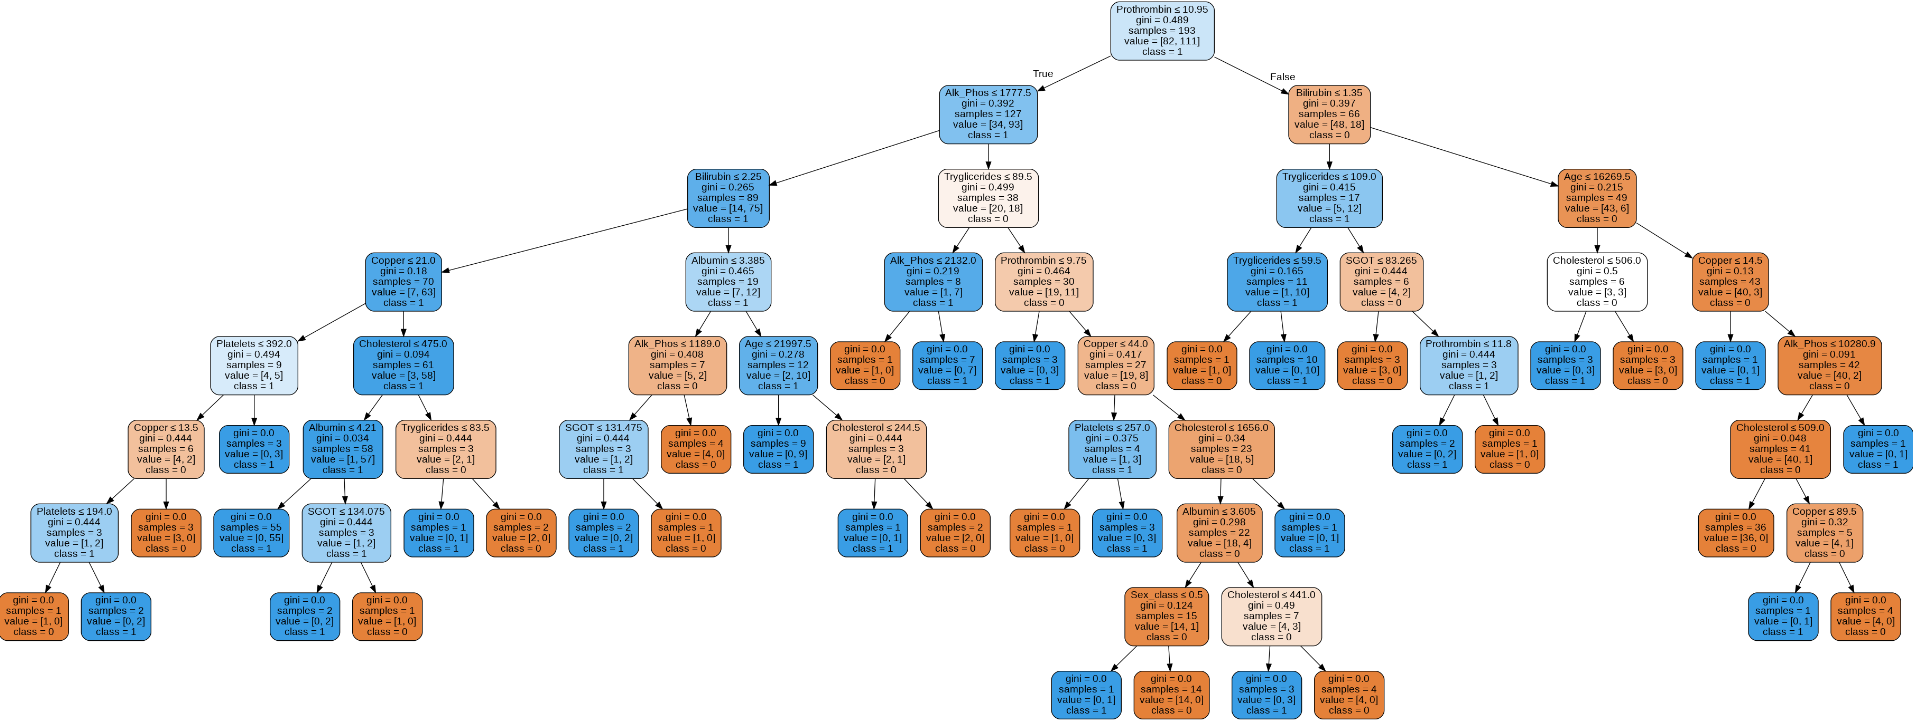 Prothrombin ≤ 10.95
gini = 0.489
samples = 193
value = [82, 111]
class = 1
True
False
Alk_Phos ≤ 1777.5
gini = 0.392
samples = 127
value = [34, 93]
class = 1
Bilirubin ≤ 1.35
gini = 0.397
samples = 66
value = [48, 18]
class = 0
Bilirubin ≤ 2.25
gini = 0.265
samples = 89
value = [14, 75]
class = 1
Tryglicerides ≤ 89.5
gini = 0.499
samples = 38
value = [20, 18]
class = 0
Tryglicerides ≤ 109.0
gini = 0.415
samples = 17
value = [5, 12]
class = 1
Age ≤ 16269.5
gini = 0.215
samples = 49
value = [43, 6]
class = 0
Copper ≤ 21.0
gini = 0.18
samples = 70
value = [7, 63]
class = 1
Albumin ≤ 3.385
gini = 0.465
samples = 19
value = [7, 12]
class = 1
Alk_Phos ≤ 2132.0
gini = 0.219
samples = 8
value = [1, 7]
class = 1
Prothrombin ≤ 9.75
gini = 0.464
samples = 30
value = [19, 11]
class = 0
Tryglicerides ≤ 59.5
gini = 0.165
samples = 11
value = [1, 10]
class = 1
SGOT ≤ 83.265
gini = 0.444
samples = 6
value = [4, 2]
class = 0
Cholesterol ≤ 506.0
gini = 0.5
samples = 6
value = [3, 3]
class = 0
Copper ≤ 14.5
gini = 0.13
samples = 43
value = [40, 3]
class = 0
Platelets ≤ 392.0
gini = 0.494
samples = 9
value = [4, 5]
class = 1
Cholesterol ≤ 475.0
gini = 0.094
samples = 61
value = [3, 58]
class = 1
Alk_Phos ≤ 1189.0
gini = 0.408
samples = 7
value = [5, 2]
class = 0
Age ≤ 21997.5
gini = 0.278
samples = 12
value = [2, 10]
class = 1
gini = 0.0
samples = 1
value = [1, 0]
class = 0
gini = 0.0
samples = 7
value = [0, 7]
class = 1
gini = 0.0
samples = 3
value = [0, 3]
class = 1
Copper ≤ 44.0
gini = 0.417
samples = 27
value = [19, 8]
class = 0
gini = 0.0
samples = 1
value = [1, 0]
class = 0
gini = 0.0
samples = 10
value = [0, 10]
class = 1
gini = 0.0
samples = 3
value = [3, 0]
class = 0
Prothrombin ≤ 11.8
gini = 0.444
samples = 3
value = [1, 2]
class = 1
gini = 0.0
samples = 3
value = [0, 3]
class = 1
gini = 0.0
samples = 3
value = [3, 0]
class = 0
gini = 0.0
samples = 1
value = [0, 1]
class = 1
Alk_Phos ≤ 10280.9
gini = 0.091
samples = 42
value = [40, 2]
class = 0
Copper ≤ 13.5
gini = 0.444
samples = 6
value = [4, 2]
class = 0
gini = 0.0
samples = 3
value = [0, 3]
class = 1
Albumin ≤ 4.21
gini = 0.034
samples = 58
value = [1, 57]
class = 1
Tryglicerides ≤ 83.5
gini = 0.444
samples = 3
value = [2, 1]
class = 0
SGOT ≤ 131.475
gini = 0.444
samples = 3
value = [1, 2]
class = 1
gini = 0.0
samples = 4
value = [4, 0]
class = 0
gini = 0.0
samples = 9
value = [0, 9]
class = 1
Cholesterol ≤ 244.5
gini = 0.444
samples = 3
value = [2, 1]
class = 0
Platelets ≤ 257.0
gini = 0.375
samples = 4
value = [1, 3]
class = 1
Cholesterol ≤ 1656.0
gini = 0.34
samples = 23
value = [18, 5]
class = 0
gini = 0.0
samples = 2
value = [0, 2]
class = 1
gini = 0.0
samples = 1
value = [1, 0]
class = 0
Cholesterol ≤ 509.0
gini = 0.048
samples = 41
value = [40, 1]
class = 0
gini = 0.0
samples = 1
value = [0, 1]
class = 1
Platelets ≤ 194.0
gini = 0.444
samples = 3
value = [1, 2]
class = 1
gini = 0.0
samples = 3
value = [3, 0]
class = 0
gini = 0.0
samples = 55
value = [0, 55]
class = 1
SGOT ≤ 134.075
gini = 0.444
samples = 3
value = [1, 2]
class = 1
gini = 0.0
samples = 1
value = [0, 1]
class = 1
gini = 0.0
samples = 2
value = [2, 0]
class = 0
gini = 0.0
samples = 2
value = [0, 2]
class = 1
gini = 0.0
samples = 1
value = [1, 0]
class = 0
gini = 0.0
samples = 1
value = [0, 1]
class = 1
gini = 0.0
samples = 2
value = [2, 0]
class = 0
gini = 0.0
samples = 1
value = [1, 0]
class = 0
gini = 0.0
samples = 3
value = [0, 3]
class = 1
Albumin ≤ 3.605
gini = 0.298
samples = 22
value = [18, 4]
class = 0
gini = 0.0
samples = 1
value = [0, 1]
class = 1
gini = 0.0
samples = 36
value = [36, 0]
class = 0
Copper ≤ 89.5
gini = 0.32
samples = 5
value = [4, 1]
class = 0
gini = 0.0
samples = 1
value = [1, 0]
class = 0
gini = 0.0
samples = 2
value = [0, 2]
class = 1
gini = 0.0
samples = 2
value = [0, 2]
class = 1
gini = 0.0
samples = 1
value = [1, 0]
class = 0
Sex_class ≤ 0.5
gini = 0.124
samples = 15
value = [14, 1]
class = 0
Cholesterol ≤ 441.0
gini = 0.49
samples = 7
value = [4, 3]
class = 0
gini = 0.0
samples = 1
value = [0, 1]
class = 1
gini = 0.0
samples = 4
value = [4, 0]
class = 0
gini = 0.0
samples = 1
value = [0, 1]
class = 1
gini = 0.0
samples = 14
value = [14, 0]
class = 0
gini = 0.0
samples = 3
value = [0, 3]
class = 1
gini = 0.0
samples = 4
value = [4, 0]
class = 0